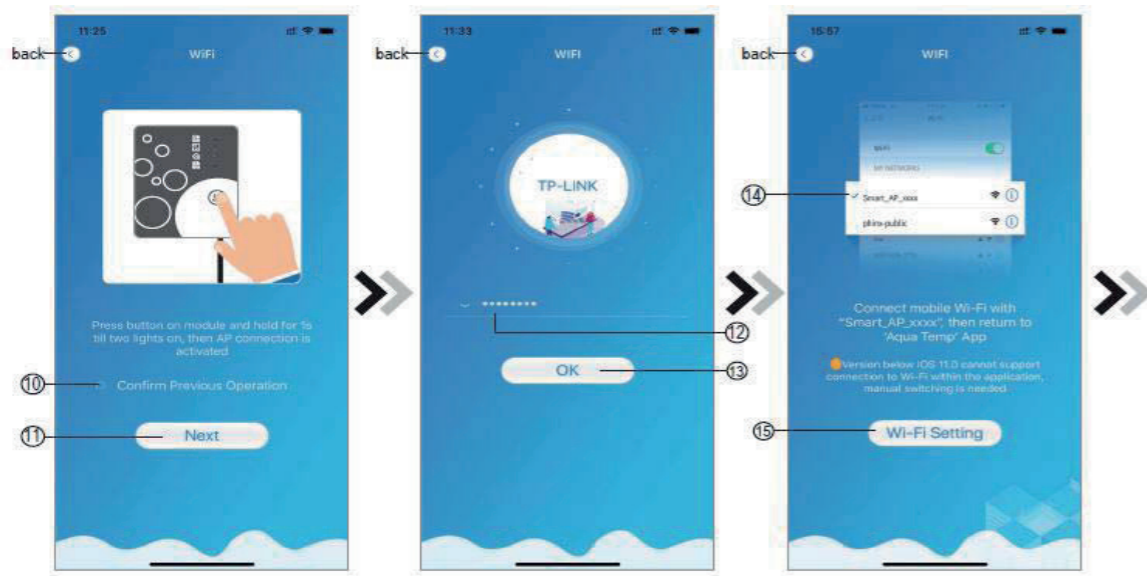 11:25
back
WiFi
Press button on module and hold for 1s
till two lights on, then AP connection is
activated
⑩ Confirm Previous Operation
⑪ Next
11:33
back
WIFI
TP-LINK
********
⑫
OK ⑬
15:57
back
WIFI
MY NETWORKS
⑭ Smart_AP_xxxx
phinx-public
Connect mobile Wi-Fi with
"Smart_AP_xxxx", then return to
'Aqua Temp' App
Version below iOS 11.0 cannot support
connection to Wi-Fi within the application,
manual switching is needed
⑮ Wi-Fi Setting